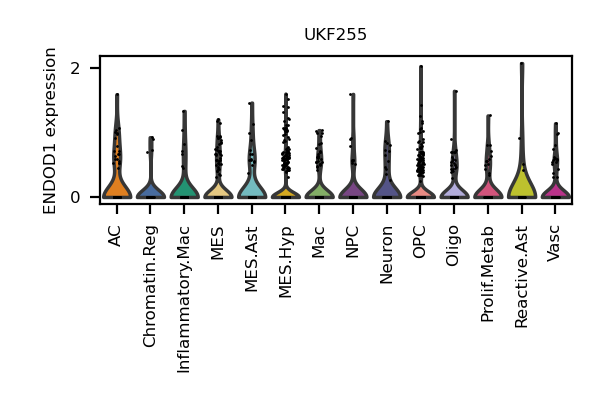 UKF255
ENDOD1 expression
2
0
AC
Chromatin.Reg
Inflammatory.Mac
MES
MES.Ast
MES.Hyp
Mac
NPC
Neuron
OPC
Oligo
Prolif.Metab
Reactive.Ast
Vasc